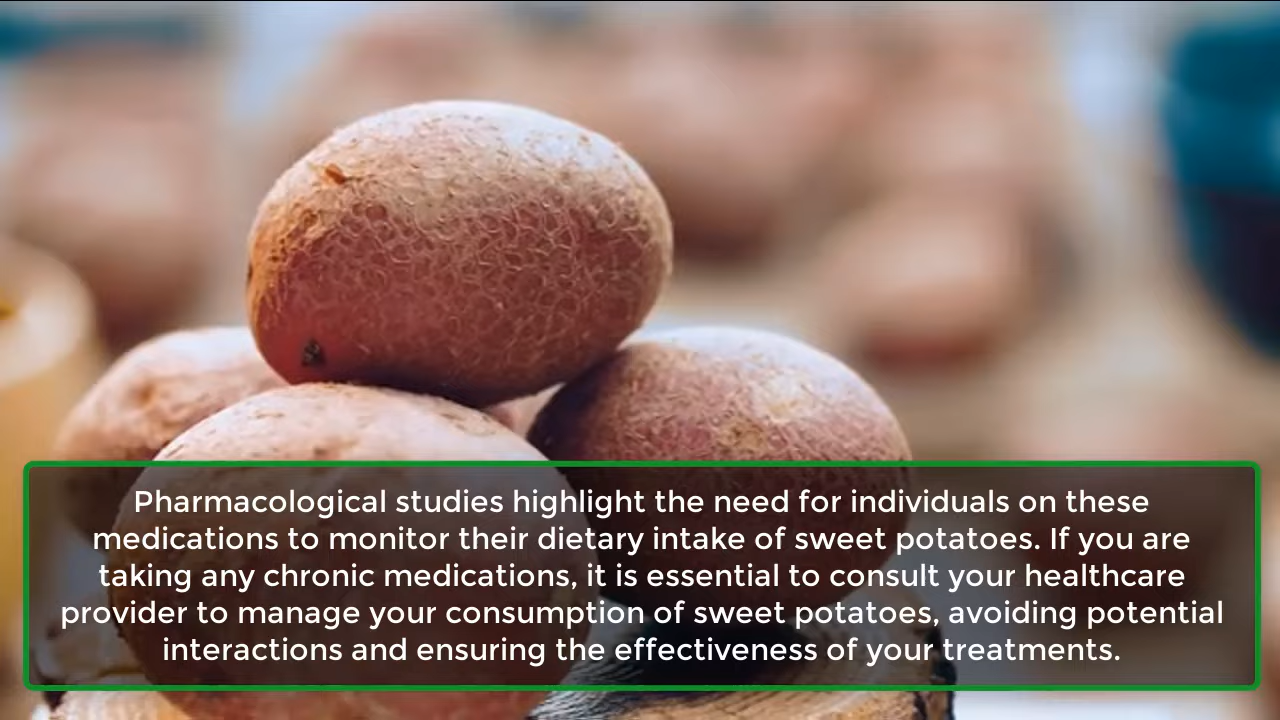 Pharmacological studies highlight the need for individuals on these
medications to monitor their dietary intake of sweet potatoes. If you are
taking any chronic medications, it is essential to consult your healthcare
provider to manage your consumption of sweet potatoes, avoiding potential
interactions and ensuring the effectiveness of your treatments.